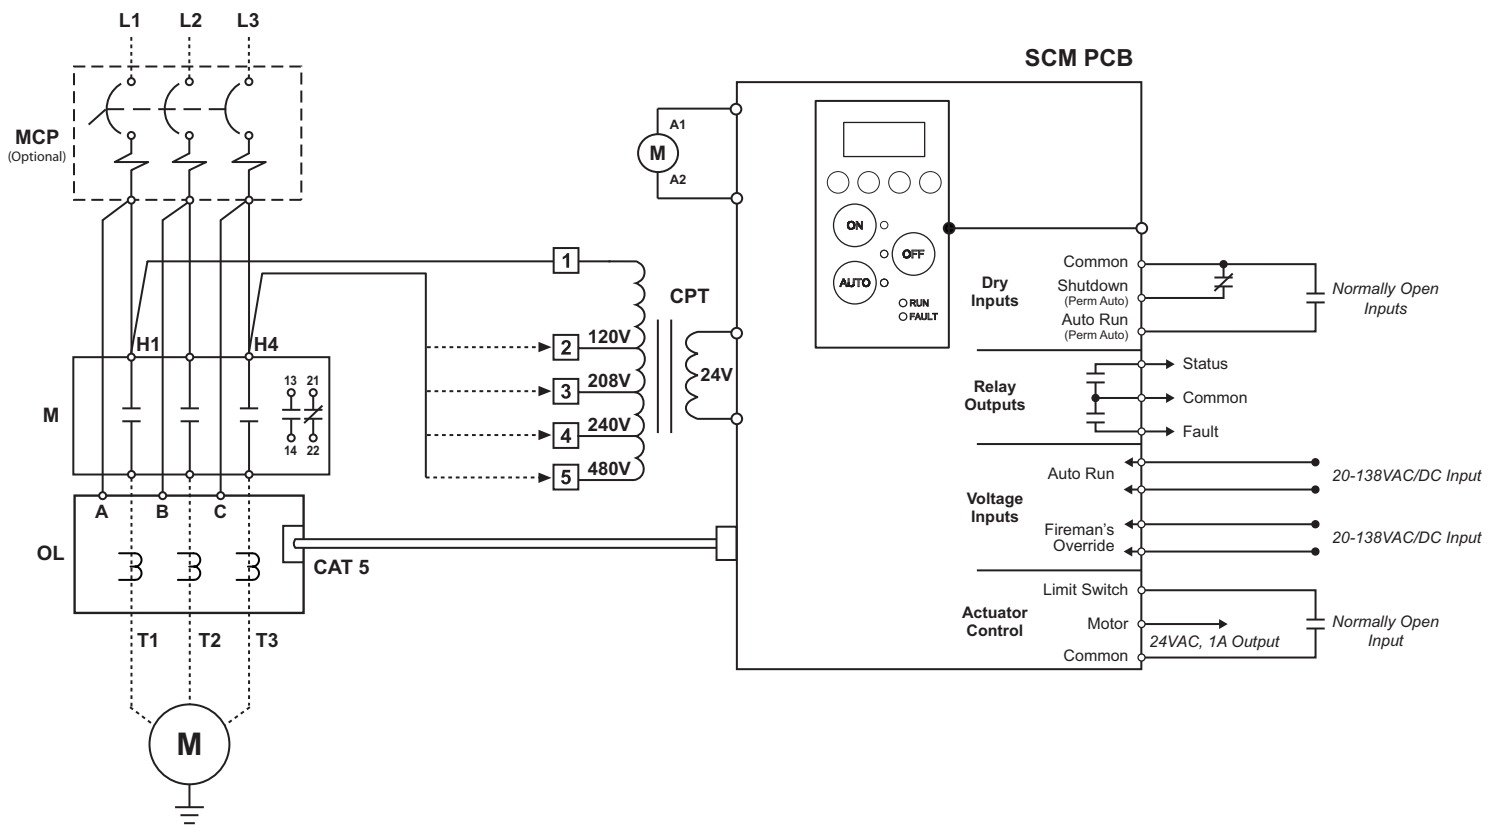 L1 L2 L3
MCP
(Optional)
H1 H4
M
13 21
14 22
A B C
OL
CAT 5
T1 T2 T3
M
1
2 120V
3 208V
4 240V
5 480V
CPT
24V
A1
M
A2
SCM PCB
ON
OFF
AUTO
RUN
FAULT
Dry
Inputs
Common
Shutdown
(Perm Auto)
Auto Run
(Perm Auto)
Normally Open
Inputs
Relay
Outputs
Status
Common
Fault
Voltage
Inputs
Auto Run
20-138VAC/DC Input
Fireman's
Override
20-138VAC/DC Input
Actuator
Control
Limit Switch
Motor
24VAC, 1A Output
Common
Normally Open
Input